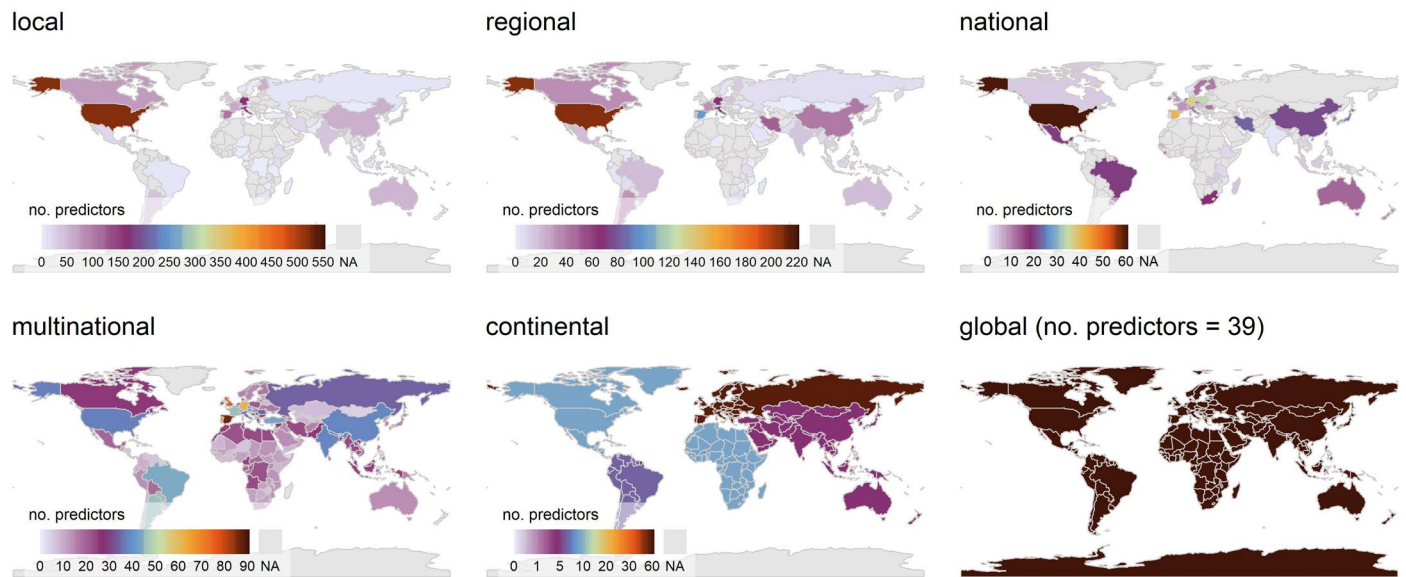 local
regional
national
no. predictors
0 50 100 150 200 250 300 350 400 450 500 550 NA
no. predictors
0 20 40 60 80 100 120 140 160 180 200 220 NA
no. predictors
0 10 20 30 40 50 60 NA
multinational
continental
global (no. predictors = 39)
no. predictors
0 10 20 30 40 50 60 70 80 90 NA
no. predictors
0 1 5 10 20 30 60 NA